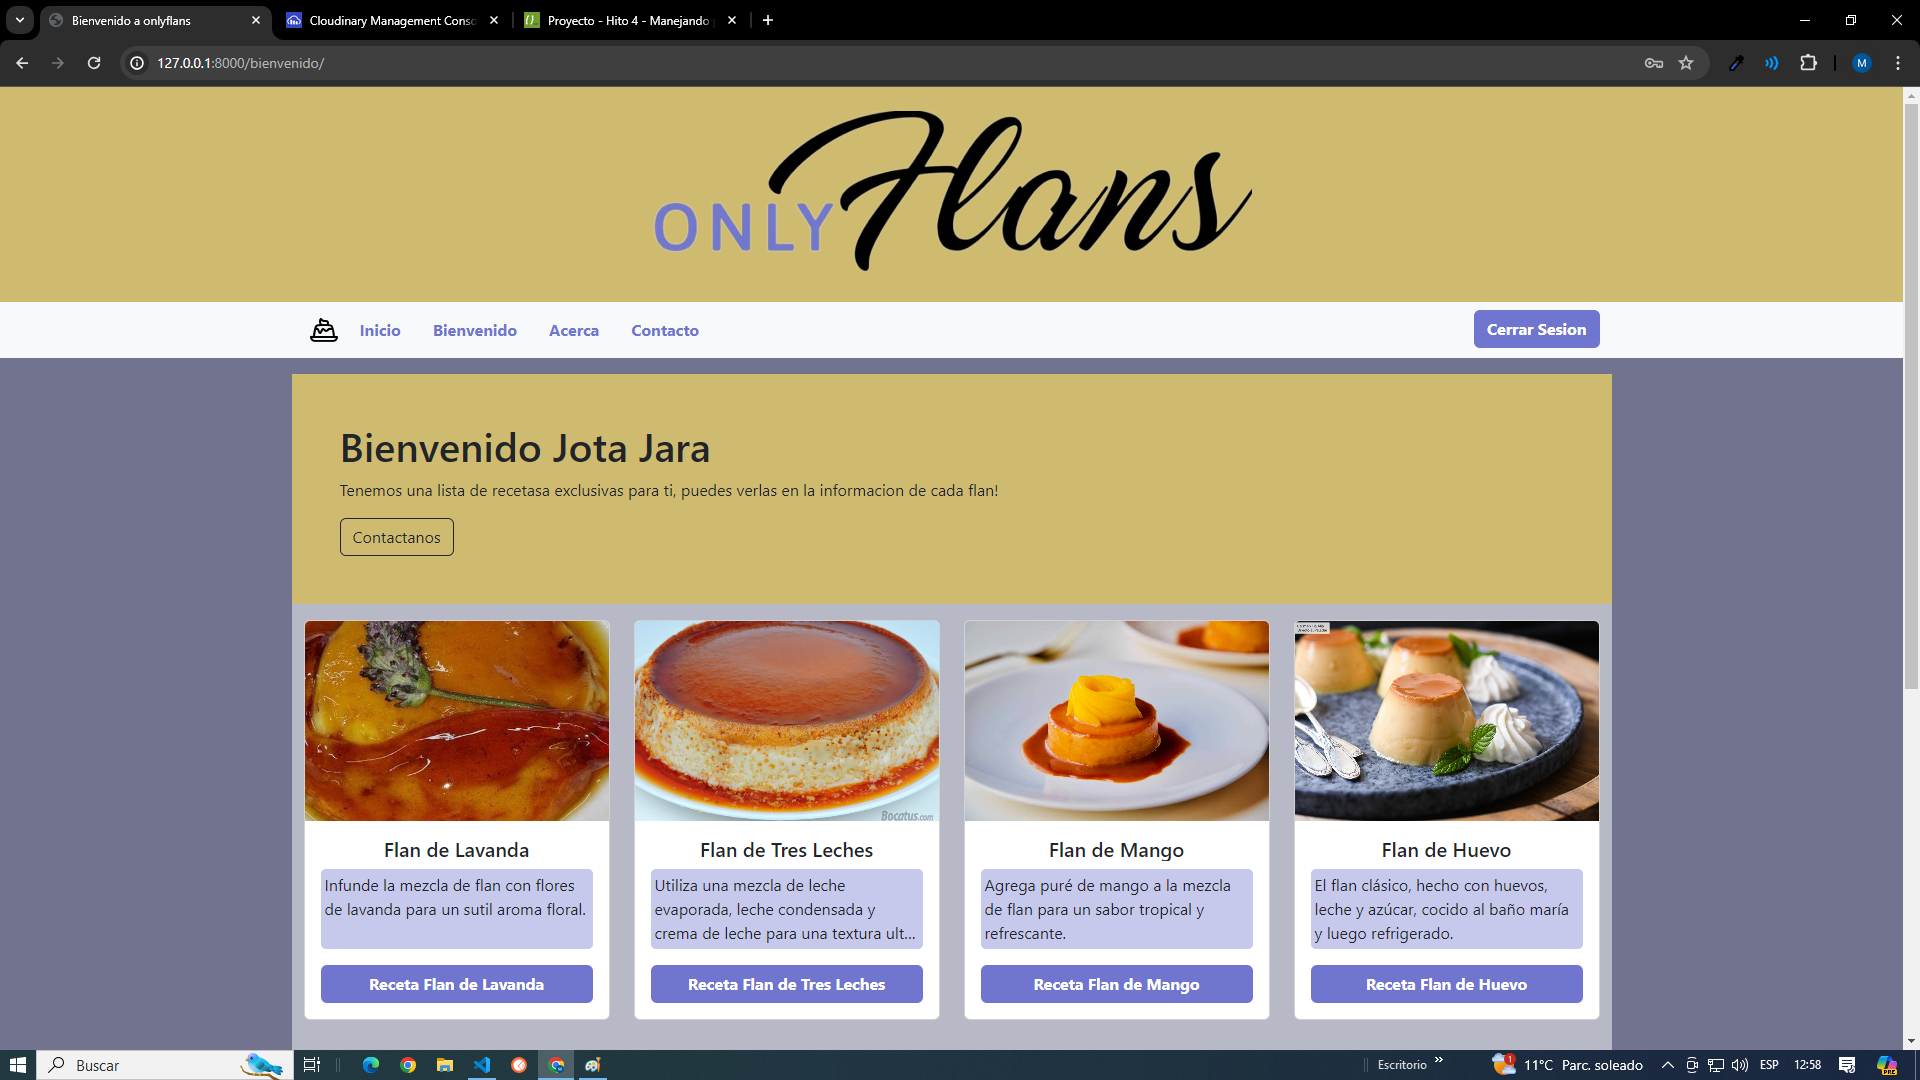 Bienvenido a onlyflans
Cloudinary Management Conso
Proyecto - Hito 4 - Manejando
127.0.0.1:8000/bienvenido/
M
ONLY Flans
Inicio
Bienvenido
Acerca
Contacto
Cerrar Sesion
Bienvenido Jota Jara
Tenemos una lista de recetasa exclusivas para ti, puedes verlas en la informacion de cada flan!
Contactanos
Bocatus.com
Flan de Lavanda
Infunde la mezcla de flan con flores
de lavanda para un sutil aroma floral.
Receta Flan de Lavanda
Flan de Tres Leches
Utiliza una mezcla de leche
evaporada, leche condensada y
crema de leche para una textura ult...
Receta Flan de Tres Leches
Flan de Mango
Agrega puré de mango a la mezcla
de flan para un sabor tropical y
refrescante.
Receta Flan de Mango
Flan de Huevo
El flan clásico, hecho con huevos,
leche y azúcar, cocido al baño maría
y luego refrigerado.
Receta Flan de Huevo
Buscar
Escritorio
1
11°C Parc. soleado
ESP
12:58
PRE